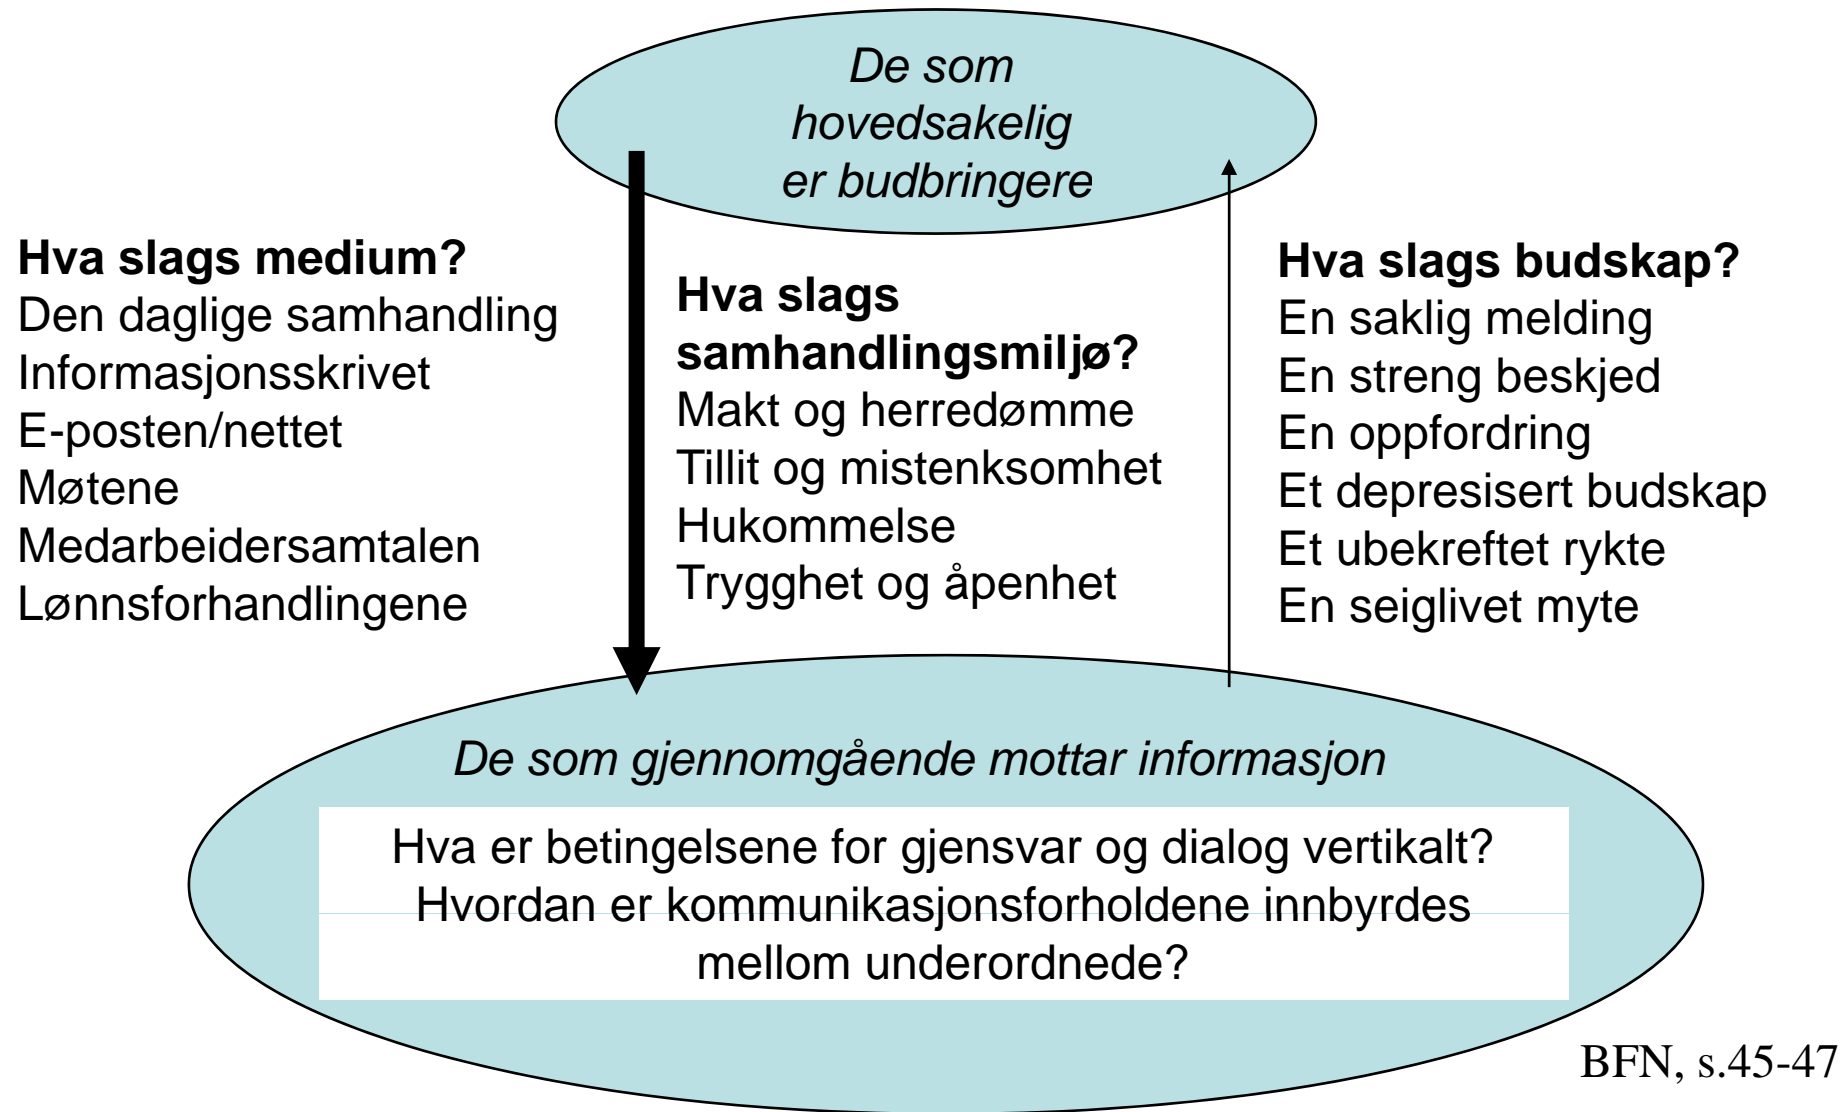 De som
hovedsakelig
er budbringere
Hva slags medium?
Den daglige samhandling
Informasjonsskrivet
E-posten/nettet
Møtene
Medarbeidersamtalen
Lønnsforhandlingene
Hva slags
samhandlingsmiljø?
Makt og herredømme
Tillit og mistenksomhet
Hukommelse
Trygghet og åpenhet
Hva slags budskap?
En saklig melding
En streng beskjed
En oppfordring
Et depresisert budskap
Et ubekreftet rykte
En seiglivet myte
De som gjennomgående mottar informasjon
Hva er betingelsene for gjensvar og dialog vertikalt?
Hvordan er kommunikasjonsforholdene innbyrdes
mellom underordnede?
BFN, s.45-47